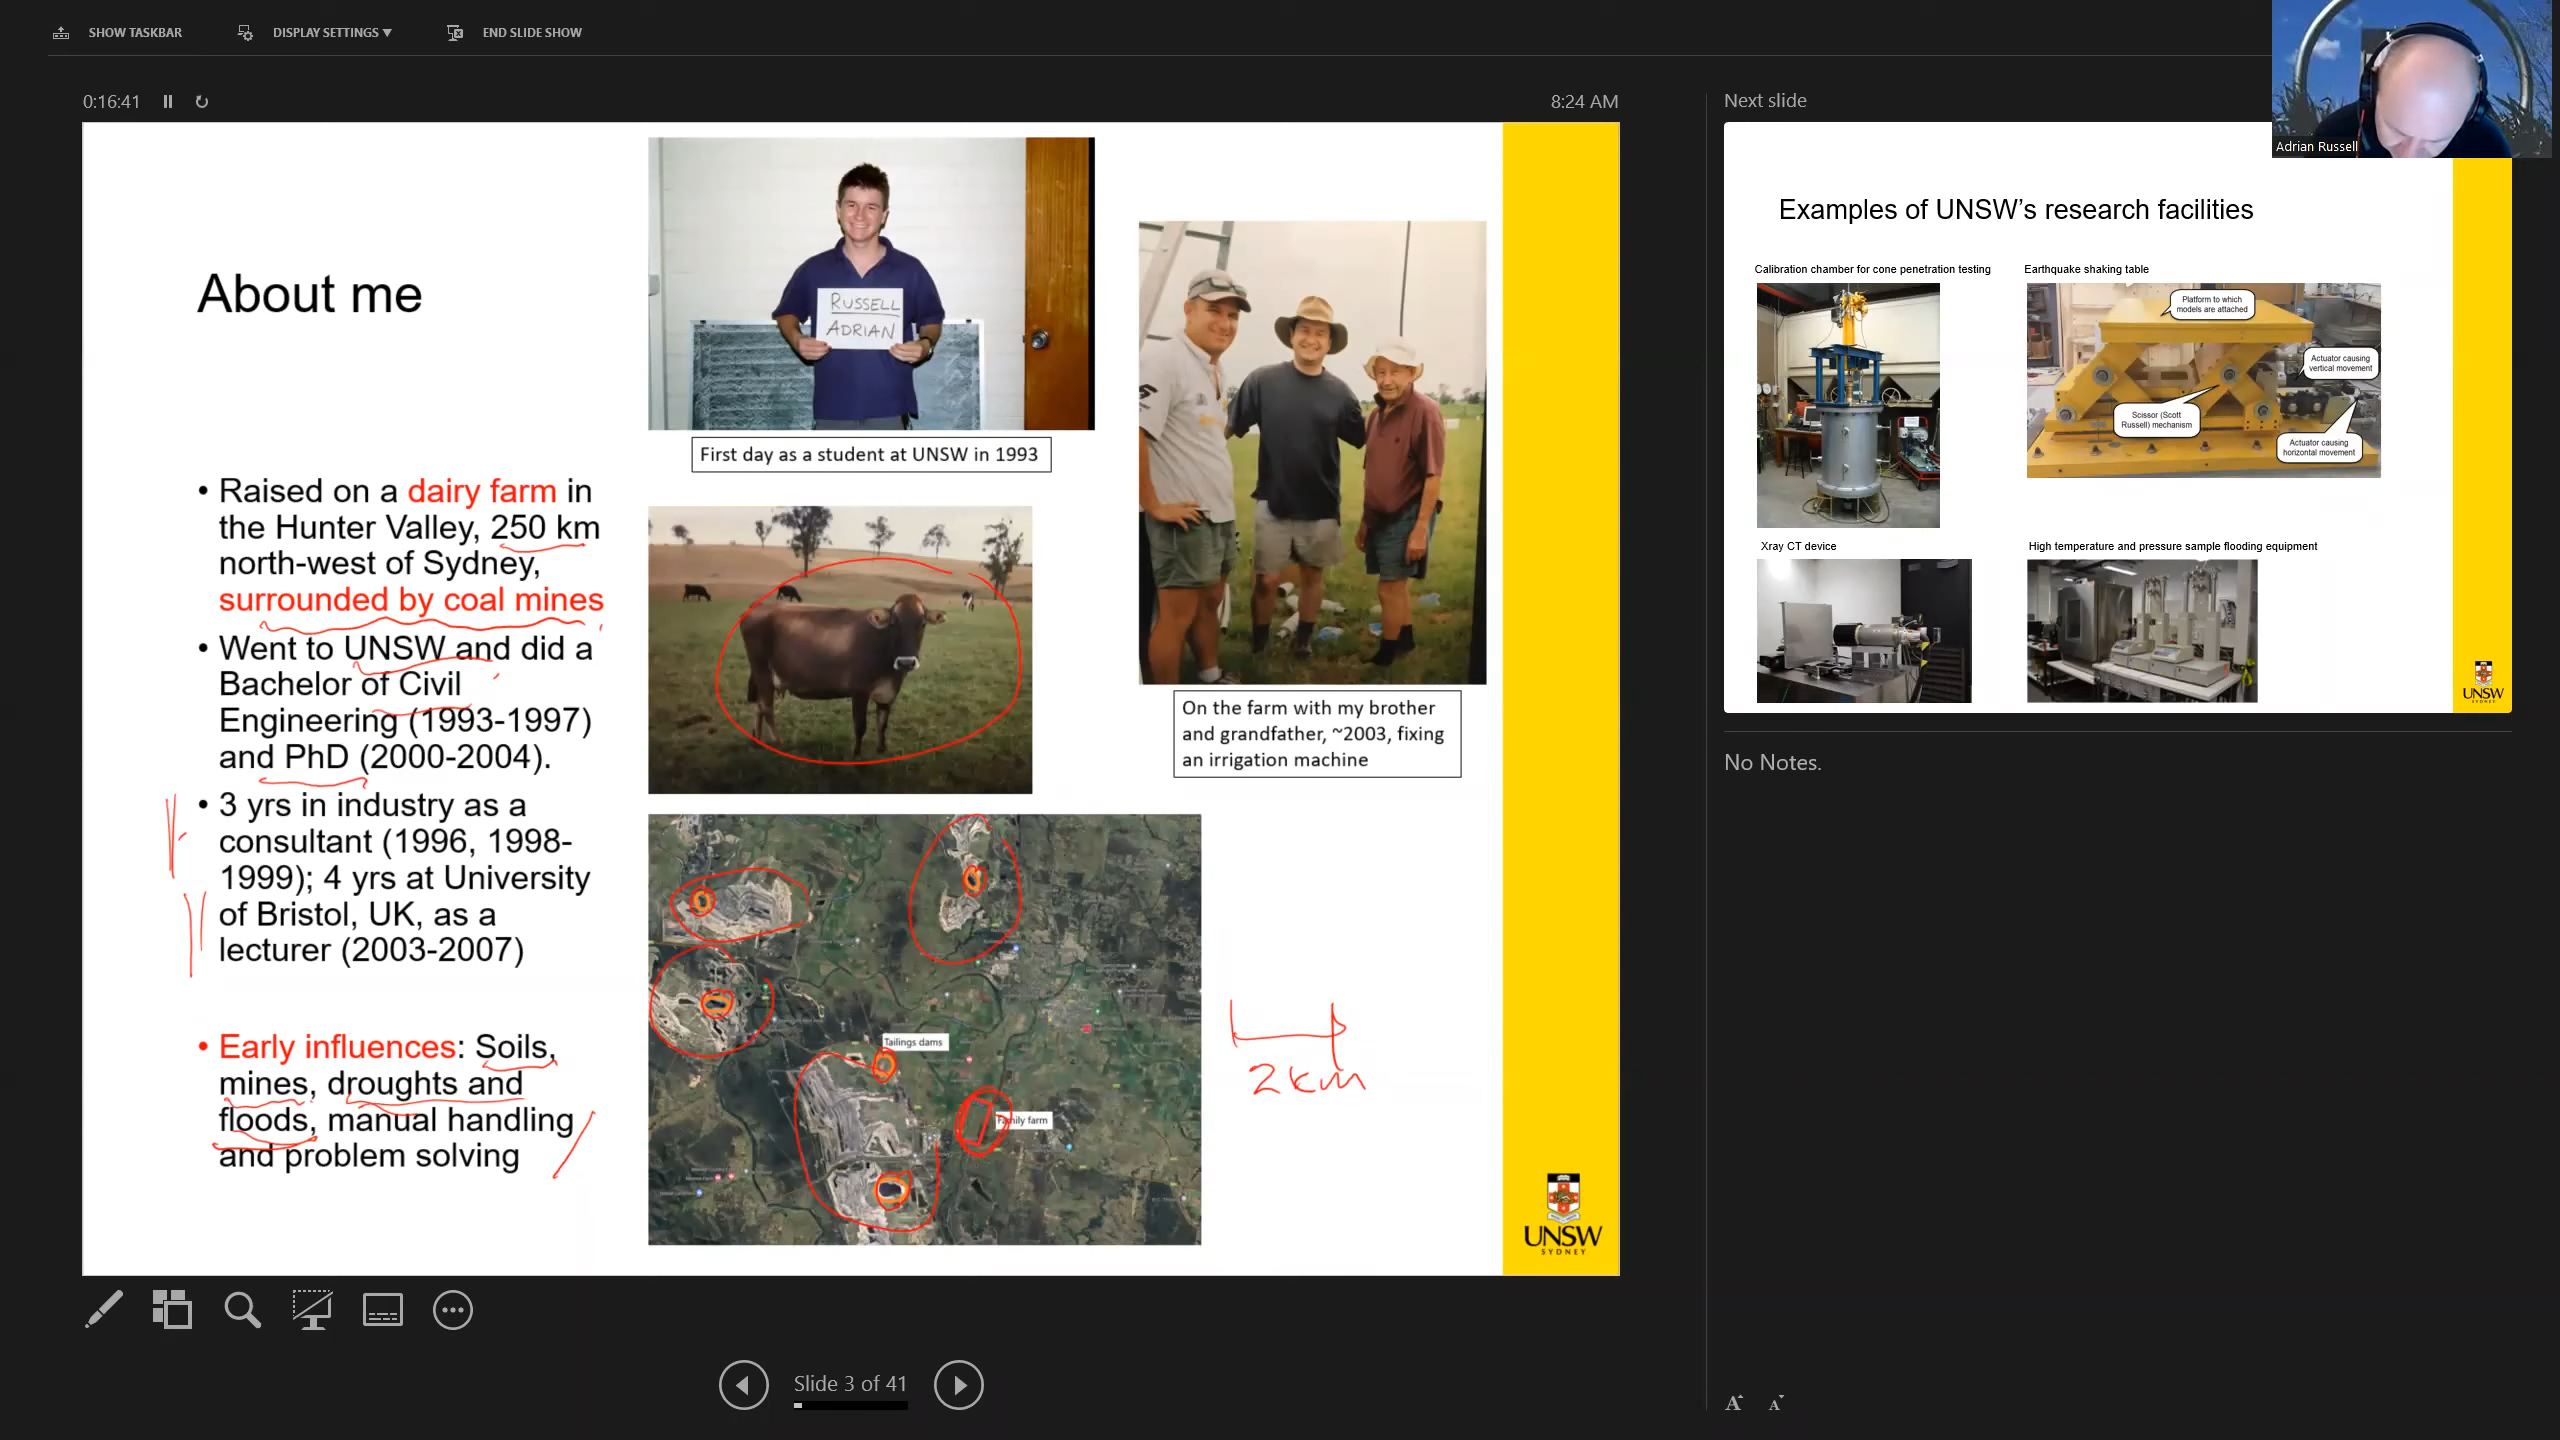 SHOW TASKBAR
DISPLAY SETTINGS ▼
END SLIDE SHOW
0:16:41
8:24 AM
RUSSELL
ADRIAN
First day as a student at UNSW in 1993
About me
• Raised on a dairy farm in
the Hunter Valley, 250 km
north-west of Sydney,
surrounded by coal mines
• Went to UNSW and did a
Bachelor of Civil
Engineering (1993-1997)
and PhD (2000-2004).
• 3 yrs in industry as a
consultant (1996, 1998-
1999); 4 yrs at University
of Bristol, UK, as a
lecturer (2003-2007)
• Early influences: Soils,
mines, droughts and
floods, manual handling
and problem solving
On the farm with my brother
and grandfather, ~2003, fixing
an irrigation machine
Tailings dams
Family farm
2km
UNSW
SYDNEY
Slide 3 of 41
Next slide
Adrian Russell
Examples of UNSW's research facilities
Calibration chamber for cone penetration testing
Earthquake shaking table
Platform to which
models are attached
Actuator causing
vertical movement
Scissor (Scott
Russell) mechanism
Actuator causing
horizontal movement
Xray CT device
High temperature and pressure sample flooding equipment
UNSW
No Notes.
A
A